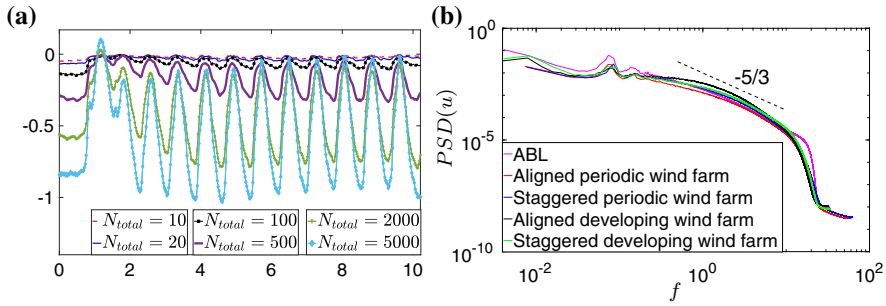 (a)
0
-0.5
-1
N_total = 10
N_total = 100
N_total = 2000
N_total = 20
N_total = 500
N_total = 5000
0 2 4 6 8 10
(b)
10^0
10^-5
10^-10
PSD(u)
-5/3
ABL
Aligned periodic wind farm
Staggered periodic wind farm
Aligned developing wind farm
Staggered developing wind farm
10^-2 10^0 10^2
f